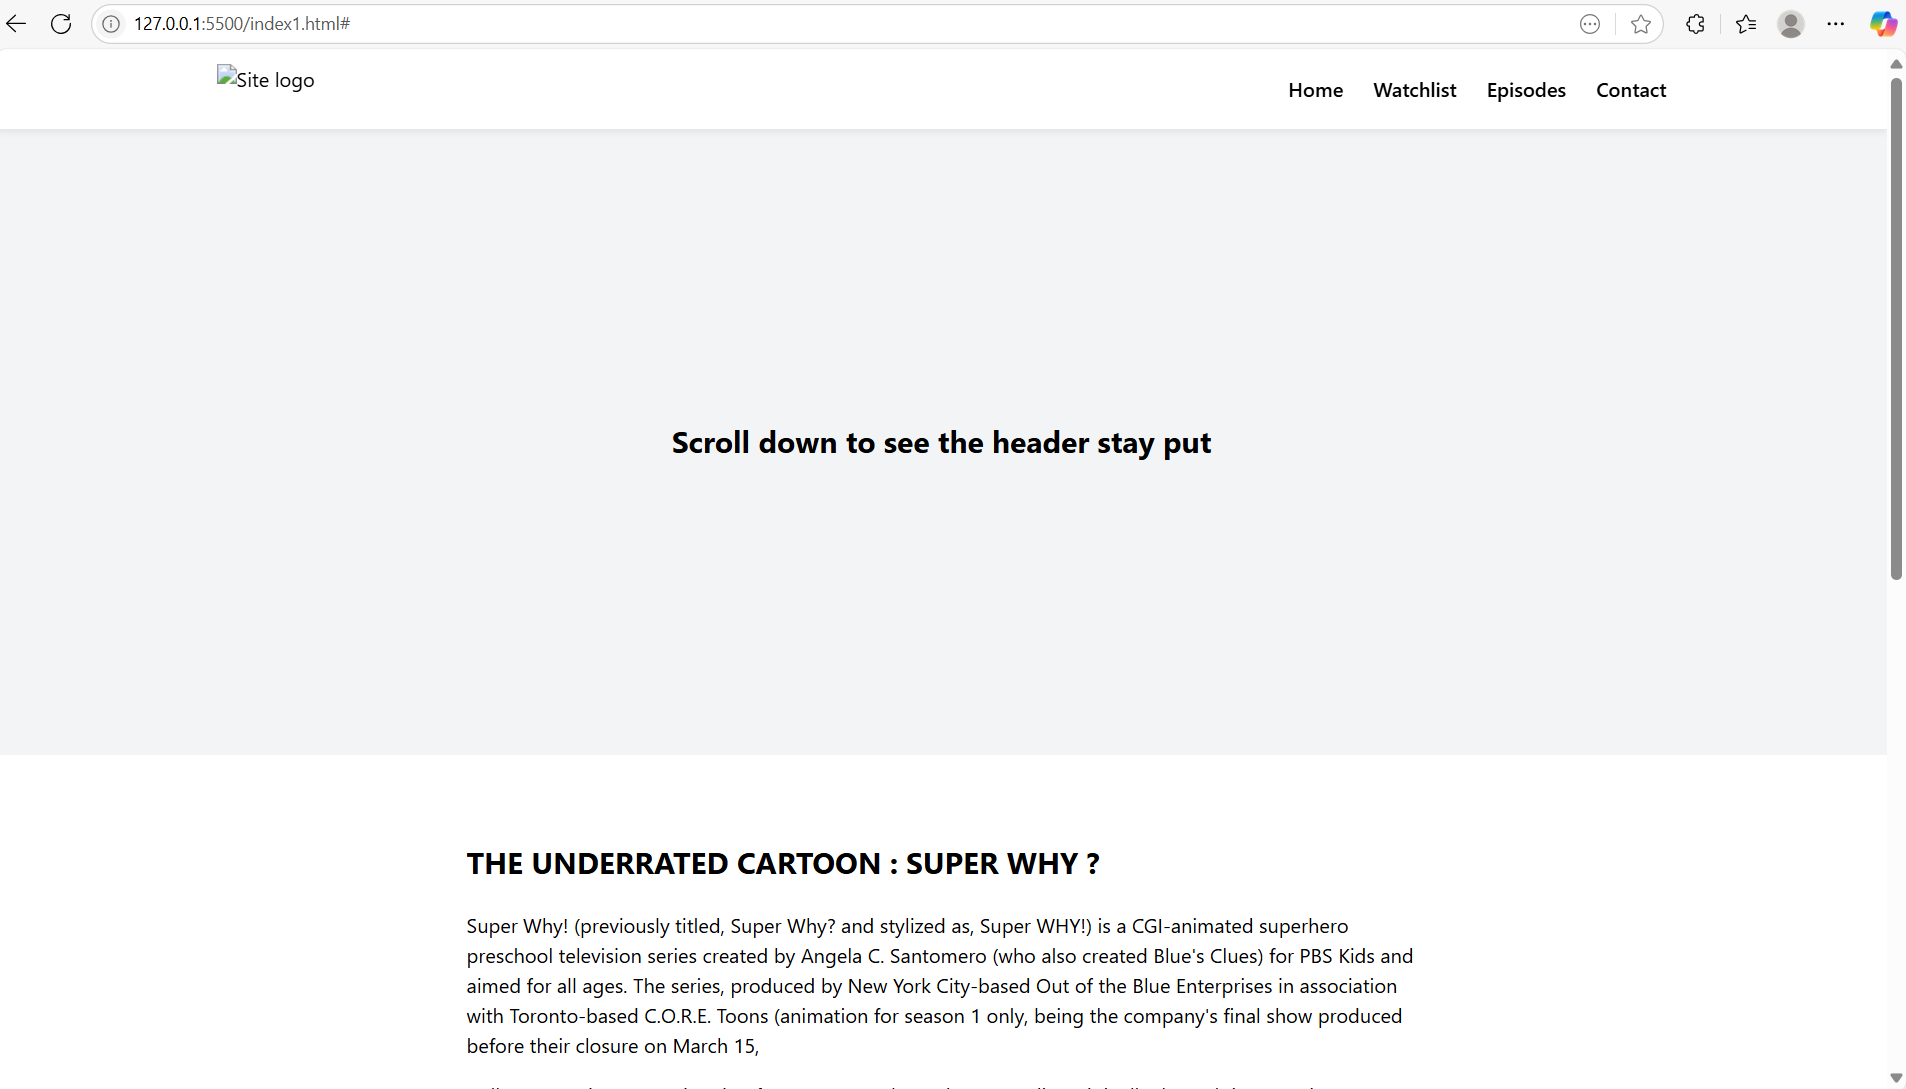 127.0.0.1:5500/index1.html#
Site logo
Home Watchlist Episodes Contact
Scroll down to see the header stay put
THE UNDERRATED CARTOON : SUPER WHY ?
Super Why! (previously titled, Super Why? and stylized as, Super WHY!) is a CGI-animated superhero
preschool television series created by Angela C. Santomero (who also created Blue's Clues) for PBS Kids and
aimed for all ages. The series, produced by New York City-based Out of the Blue Enterprises in association
with Toronto-based C.O.R.E. Toons (animation for season 1 only, being the company's final show produced
before their closure on March 15,